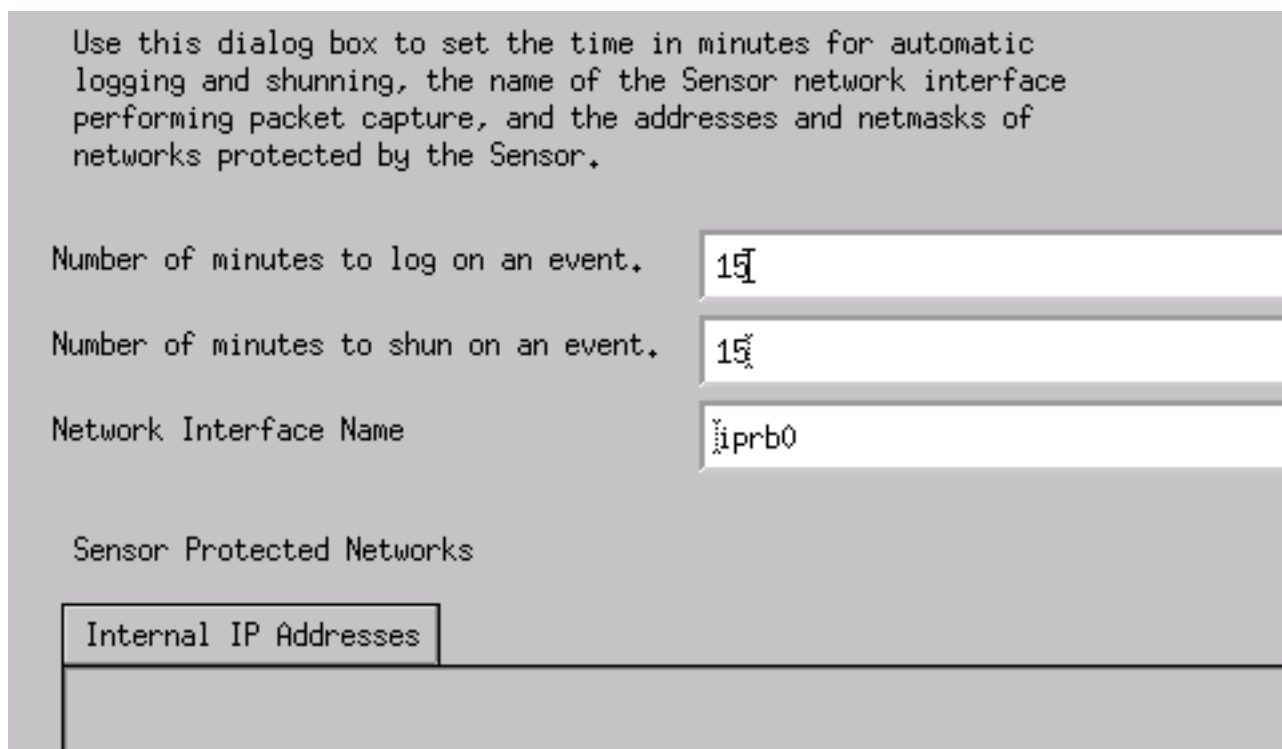 Use this dialog box to set the time in minutes for automatic
logging and shunning, the name of the Sensor network interface
performing packet capture, and the addresses and netmasks of
networks protected by the Sensor.
Number of minutes to log on an event. 15
Number of minutes to shun on an event. 15
Network Interface Name iprb0
Sensor Protected Networks
Internal IP Addresses